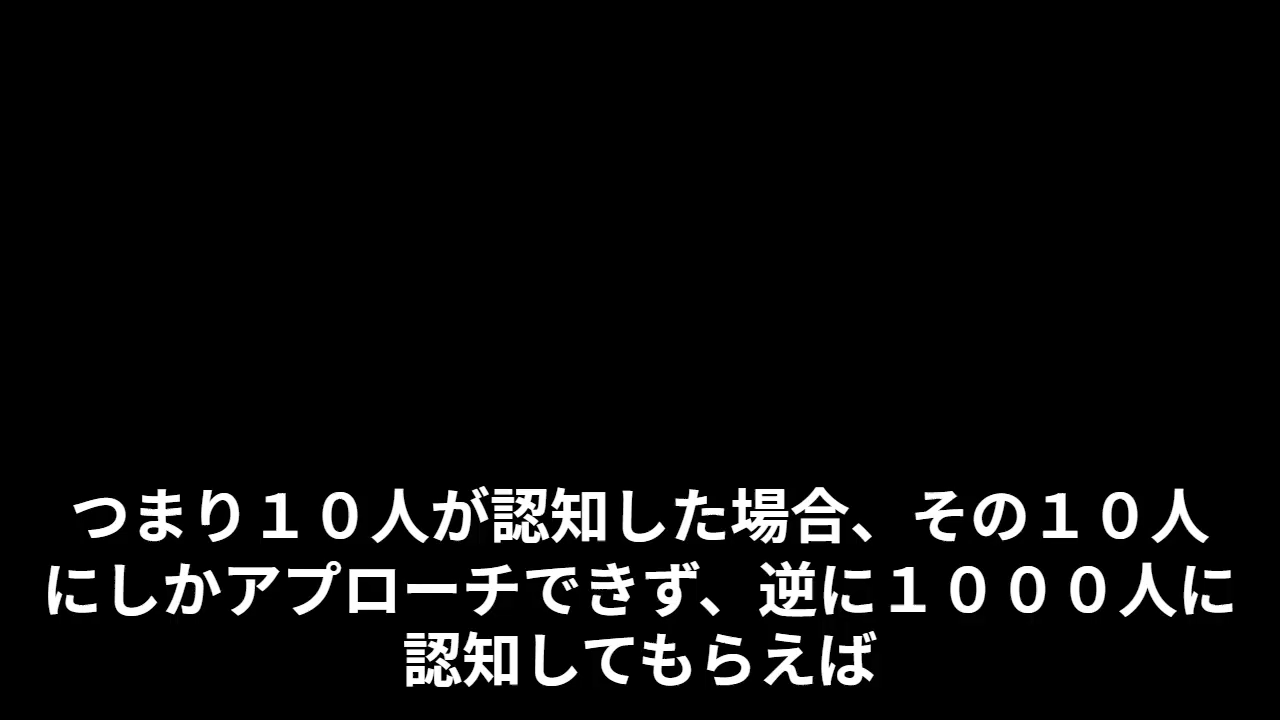 つまり１０人が認知した場合、その１０人
にしかアプローチできず、逆に１０００人に
認知してもらえば